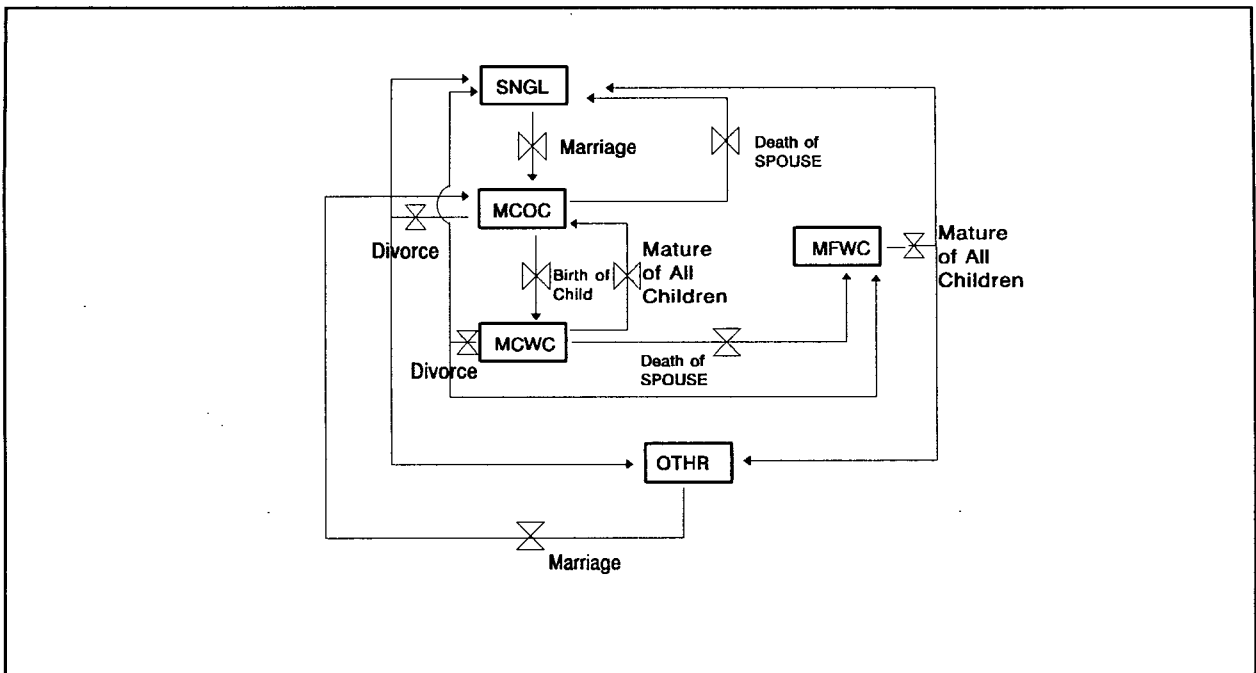 SNGL
Marriage
Death of
SPOUSE
MCOC
Divorce
Birth of
Child
Mature
of All
Children
MFWC
Mature
of All
Children
MCWC
Divorce
Death of
SPOUSE
OTHR
Marriage